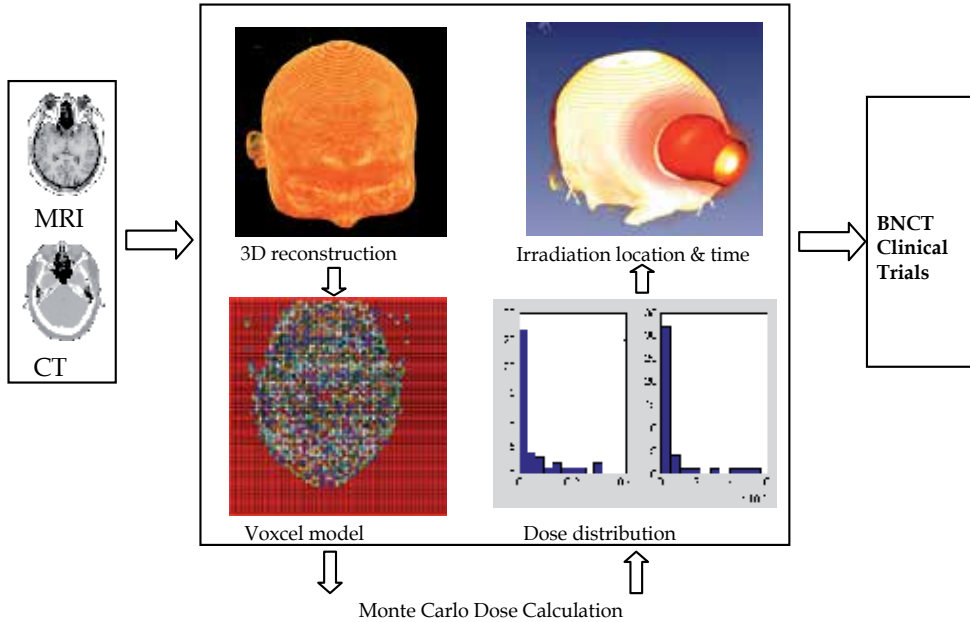 MRI
CT
3D reconstruction
Irradiation location & time
Voxcel model
Dose distribution
Monte Carlo Dose Calculation
BNCT
Clinical
Trials